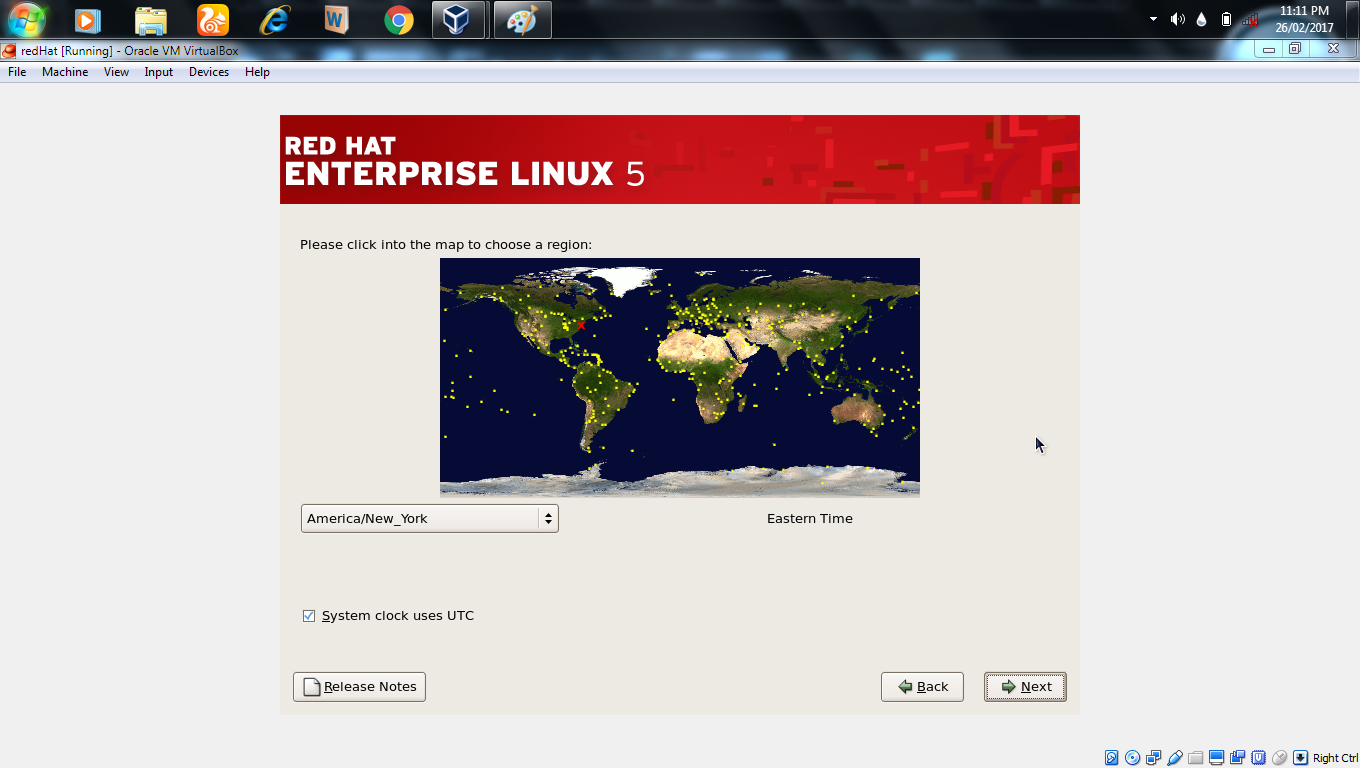 11:11 PM
26/02/2017
redHat [Running] - Oracle VM VirtualBox
File Machine View Input Devices Help
RED HAT
ENTERPRISE LINUX 5
Please click into the map to choose a region:
America/New_York
Eastern Time
System clock uses UTC
Release Notes
Back
Next
Right Ctrl